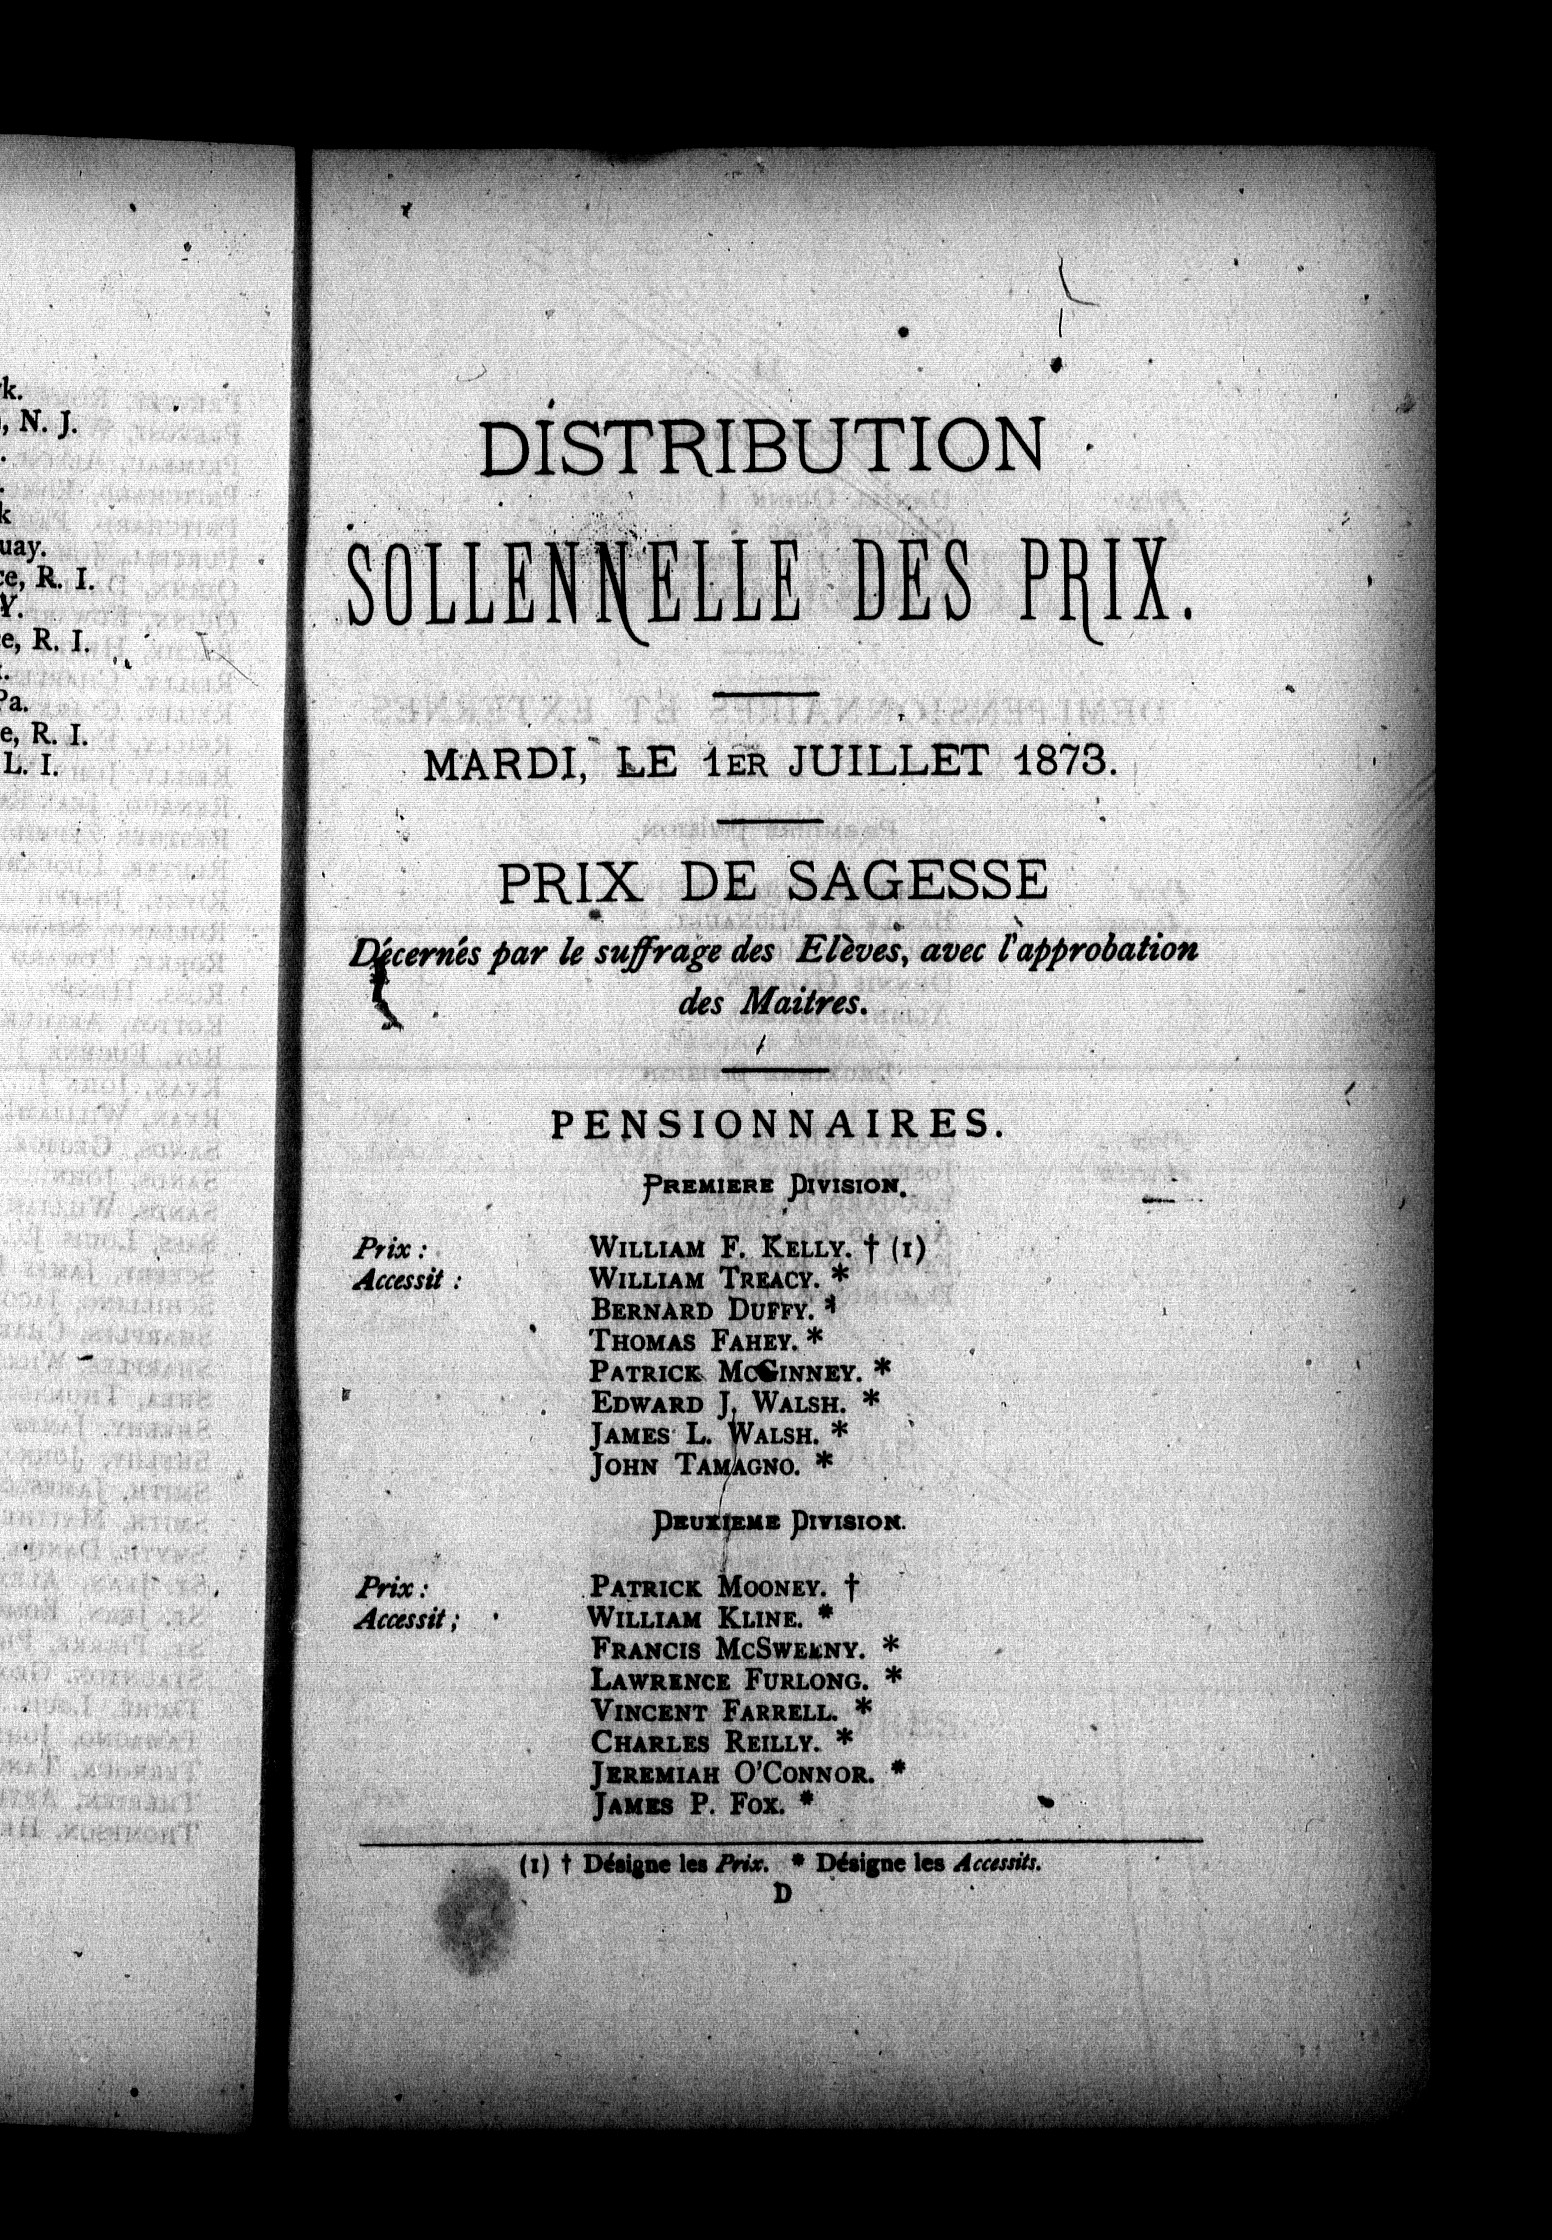 k.
, N. J.
.
k
uay.
ce, R. I.
Y.
e, R. I.
Pa.
e, R. I.
L. I.
DISTRIBUTION
SOLLENNELLE DES PRIX.
MARDI, LE 1ER JUILLET 1873.
PRIX DE SAGESSE
Décernés par le suffrage des Elèves, avec l'approbation
des Maitres.
PENSIONNAIRES.
PREMIERE DIVISION.
Prix : WILLIAM F. KELLY. † (1)
Accessit : WILLIAM TREACY. *
BERNARD DUFFY. *
THOMAS FAHEY. *
PATRICK MCGINNEY. *
EDWARD J. WALSH. *
JAMES L. WALSH. *
JOHN TAMAGNO. *
DEUXIEME DIVISION.
Prix : PATRICK MOONEY. †
Accessit ; WILLIAM KLINE. *
FRANCIS MCSWEENY. *
LAWRENCE FURLONG. *
VINCENT FARRELL. *
CHARLES REILLY. *
JEREMIAH O'CONNOR. *
JAMES P. FOX. *
(1) † Désigne les Prix. * Désigne les Accessits.
D